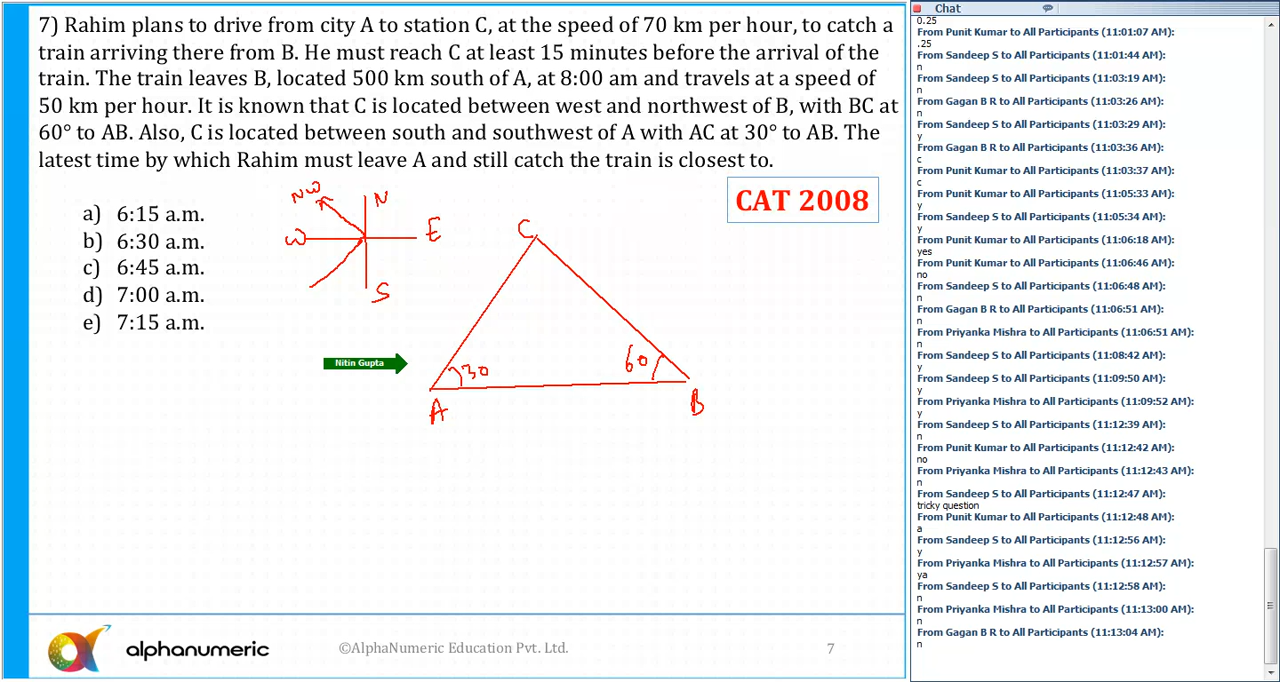 7) Rahim plans to drive from city A to station C, at the speed of 70 km per hour, to catch a
train arriving there from B. He must reach C at least 15 minutes before the arrival of the
train. The train leaves B, located 500 km south of A, at 8:00 am and travels at a speed of
50 km per hour. It is known that C is located between west and northwest of B, with BC at
60° to AB. Also, C is located between south and southwest of A with AC at 30° to AB. The
latest time by which Rahim must leave A and still catch the train is closest to.
CAT 2008
a) 6:15 a.m.
b) 6:30 a.m.
c) 6:45 a.m.
d) 7:00 a.m.
e) 7:15 a.m.
NW
N
W
E
S
C
Nitin Gupta
30
60
A
B
alphanumeric
©AlphaNumeric Education Pvt. Ltd.
7
Chat
0.25
From Punit Kumar to All Participants (11:01:07 AM):
.25
From Sandeep S to All Participants (11:01:44 AM):
n
From Sandeep S to All Participants (11:03:19 AM):
n
From Gagan B R to All Participants (11:03:26 AM):
n
From Sandeep S to All Participants (11:03:29 AM):
y
From Gagan B R to All Participants (11:03:36 AM):
c
From Punit Kumar to All Participants (11:03:37 AM):
c
From Punit Kumar to All Participants (11:05:33 AM):
y
From Sandeep S to All Participants (11:05:34 AM):
y
From Punit Kumar to All Participants (11:06:18 AM):
yes
From Punit Kumar to All Participants (11:06:46 AM):
no
From Sandeep S to All Participants (11:06:48 AM):
n
From Gagan B R to All Participants (11:06:51 AM):
n
From Priyanka Mishra to All Participants (11:06:51 AM):
n
From Sandeep S to All Participants (11:08:42 AM):
y
From Sandeep S to All Participants (11:09:50 AM):
y
From Priyanka Mishra to All Participants (11:09:52 AM):
y
From Sandeep S to All Participants (11:12:39 AM):
n
From Punit Kumar to All Participants (11:12:42 AM):
no
From Priyanka Mishra to All Participants (11:12:43 AM):
n
From Sandeep S to All Participants (11:12:47 AM):
tricky question
From Punit Kumar to All Participants (11:12:48 AM):
a
From Sandeep S to All Participants (11:12:56 AM):
y
From Priyanka Mishra to All Participants (11:12:57 AM):
ya
From Sandeep S to All Participants (11:12:58 AM):
n
From Priyanka Mishra to All Participants (11:13:00 AM):
n
From Gagan B R to All Participants (11:13:04 AM):
n